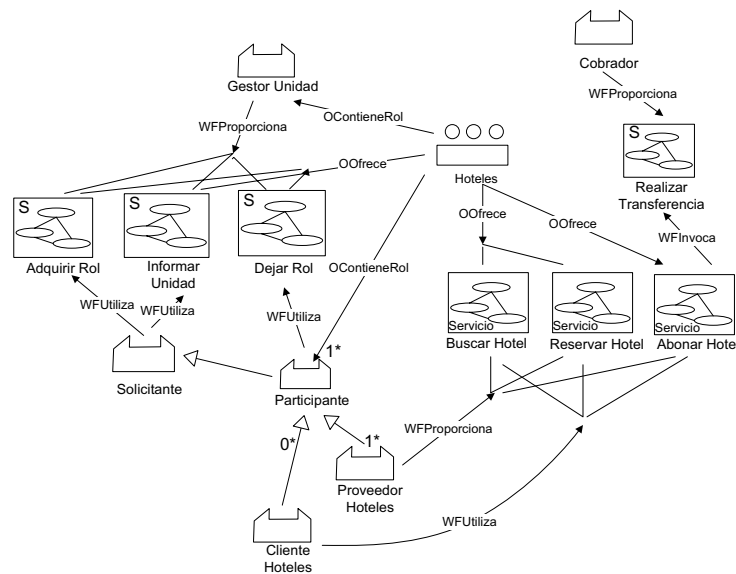 Cobrador
Gestor Unidad
WFProporciona
OContieneRol
WFProporciona
S
Hoteles
OOfrece
Realizar
Transferencia
S
S
S
OOfrece
OOfrece
WFInvoca
Adquirir Rol
Informar
Unidad
Dejar Rol
OContieneRol
WFUtiliza
WFUtiliza
WFUtiliza
Servicio
Servicio
Servicio
Buscar Hotel
Reservar Hotel
Abonar Hote
1*
Solicitante
Participante
0*
1*
WFProporciona
Proveedor
Hoteles
WFUtiliza
Cliente
Hoteles